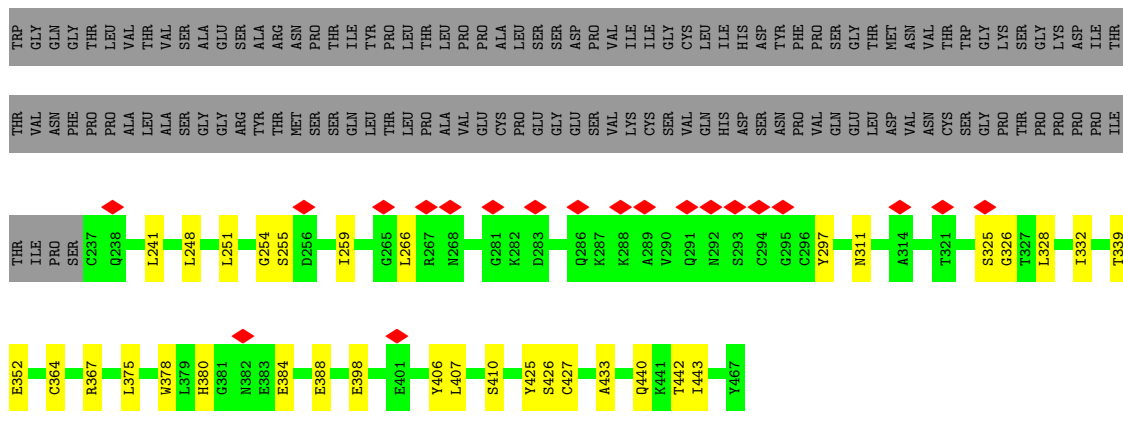 TRP GLY GLN GLY THR LEU VAL THR VAL SER ALA GLU SER ALA ARG ASN PRO THR ILE TYR PRO LEU THR LEU PRO PRO ALA LEU SER SER ASP PRO VAL ILE ILE GLY CYS LEU ILE HIS ASP TYR PHE PRO SER GLY THR MET ASN VAL THR TRP GLY LYS SER GLY LYS ASP ILE THR
THR VAL ASN PHE PRO PRO ALA LEU ALA SER GLY GLY ARG TYR THR MET SER SER GLN LEU THR LEU PRO ALA VAL GLU CYS PRO GLU GLY GLU SER VAL LYS CYS SER VAL GLN HIS ASP SER ASN PRO VAL GLN GLU LEU ASP VAL ASN CYS SER GLY PRO THR PRO PRO PRO PRO ILE
THR ILE PRO SER C237 Q238 L241 L248 L251 G254 S255 D256 I259 G265 L266 R267 N268 G281 K282 D283 Q286 K287 K288 A289 V290 Q291 N292 S293 C294 G295 C296 Y297 N311 A314 T321 S325 G326 T327 L328 I332 T339
E352 C364 R367 L375 W378 L379 H380 G381 N382 E383 E384 E388 E398 E401 Y406 L407 S410 Y425 S426 C427 A433 Q440 K441 T442 I443 Y467